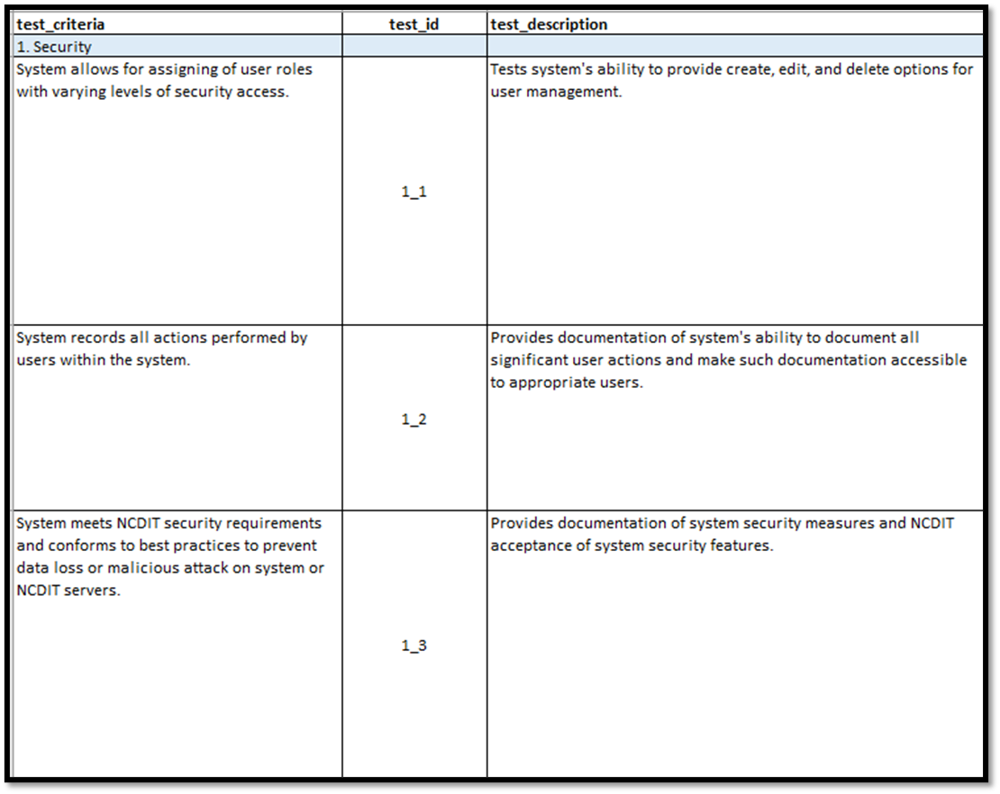 test_criteria test_id test_description
1. Security
System allows for assigning of user roles
with varying levels of security access.
1_1
Tests system's ability to provide create, edit, and delete options for
user management.
System records all actions performed by
users within the system.
1_2
Provides documentation of system's ability to document all
significant user actions and make such documentation accessible
to appropriate users.
System meets NCDIT security requirements
and conforms to best practices to prevent
data loss or malicious attack on system or
NCDIT servers.
1_3
Provides documentation of system security measures and NCDIT
acceptance of system security features.